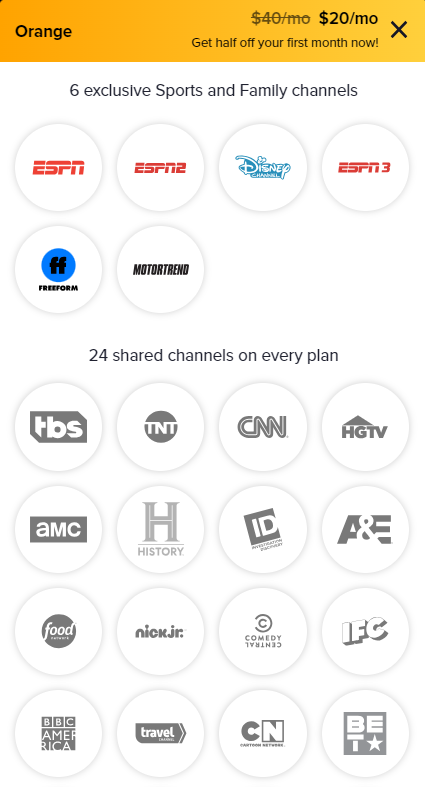 Orange
$40/mo $20/mo
Get half off your first month now!
6 exclusive Sports and Family channels
ESPN
ESPN2
Disney CHANNEL
ESPN 3
ff
FREEFORM
MOTORTREND
24 shared channels on every plan
tbs
TNT
CNN
HGTV
aMC
H
HISTORY
ID
INVESTIGATION DISCOVERY
A&E
food
network
nick jr.
COMEDY
CENTRAL
IFC
BBC
AMERICA
travel
CHANNEL
CN
CARTOON NETWORK
BET